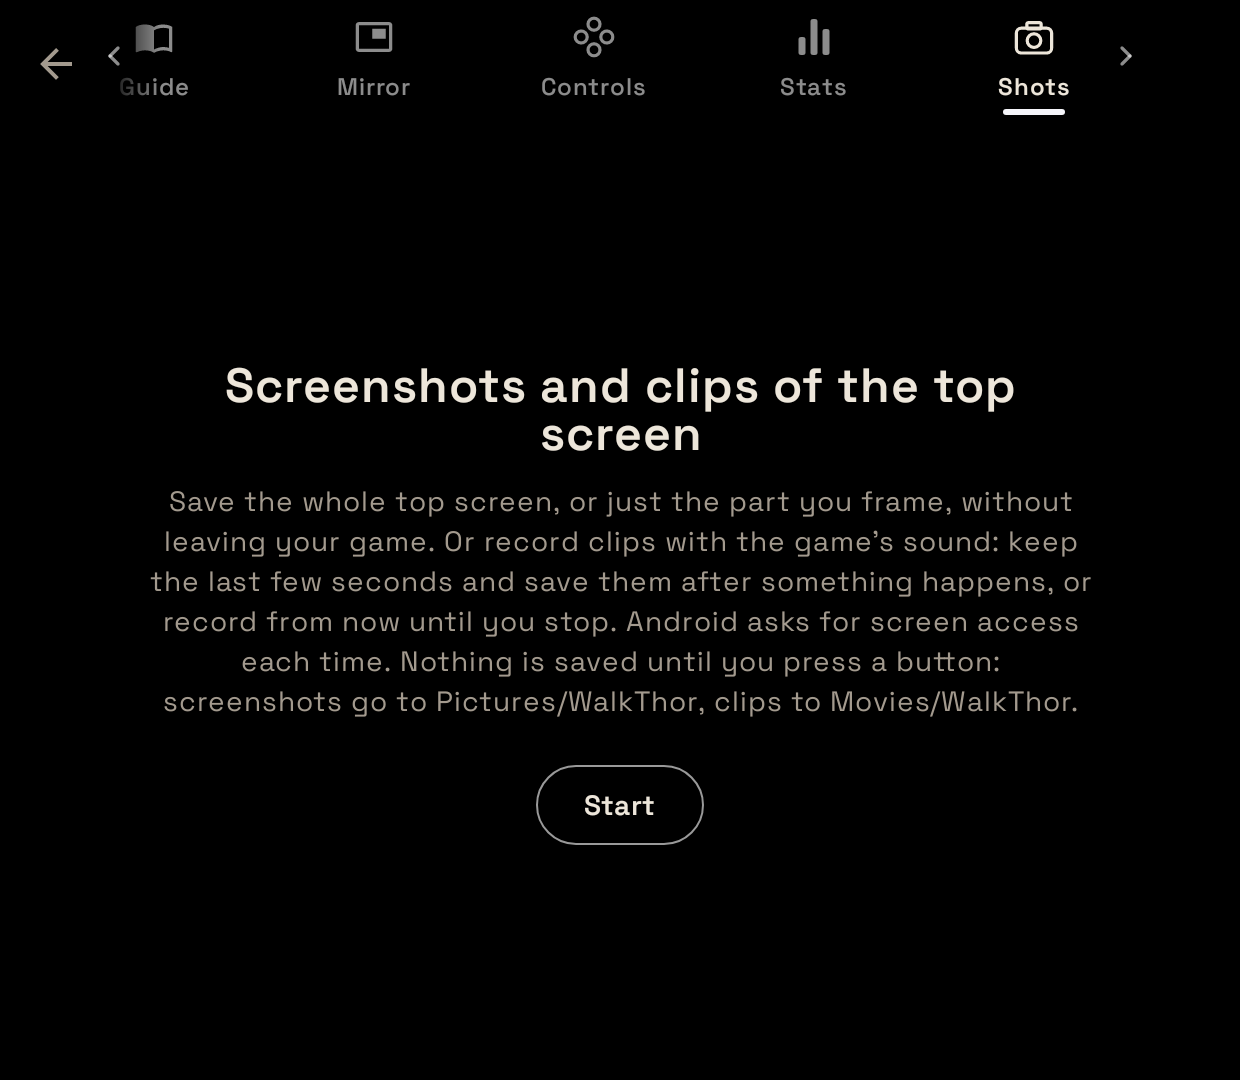 Guide
Mirror
Controls
Stats
Shots
Screenshots and clips of the top
screen
Save the whole top screen, or just the part you frame, without
leaving your game. Or record clips with the game’s sound: keep
the last few seconds and save them after something happens, or
record from now until you stop. Android asks for screen access
each time. Nothing is saved until you press a button:
screenshots go to Pictures/WalkThor, clips to Movies/WalkThor.
Start